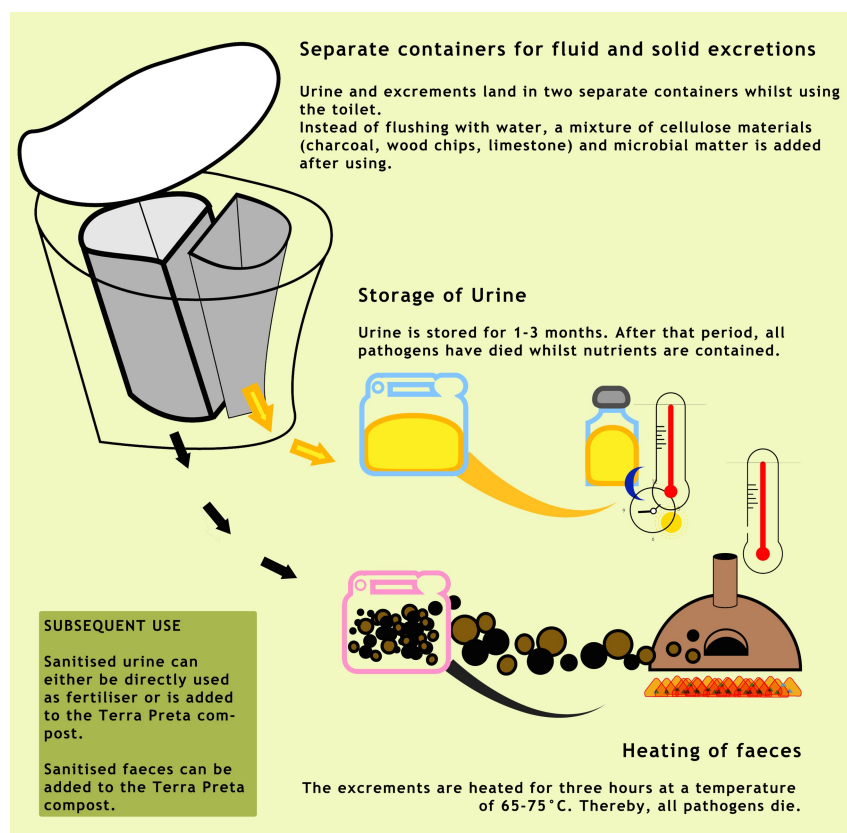 Separate containers for fluid and solid excretions
Urine and excrements land in two separate containers whilst using
the toilet.
Instead of flushing with water, a mixture of cellulose materials
(charcoal, wood chips, limestone) and microbial matter is added
after using.
Storage of Urine
Urine is stored for 1-3 months. After that period, all
pathogens have died whilst nutrients are contained.
SUBSEQUENT USE
Sanitised urine can
either be directly used
as fertiliser or is added
to the Terra Preta com-
post.
Sanitised faeces can be
added to the Terra Preta
compost.
Heating of faeces
The excrements are heated for three hours at a temperature
of 65-75°C. Thereby, all pathogens die.